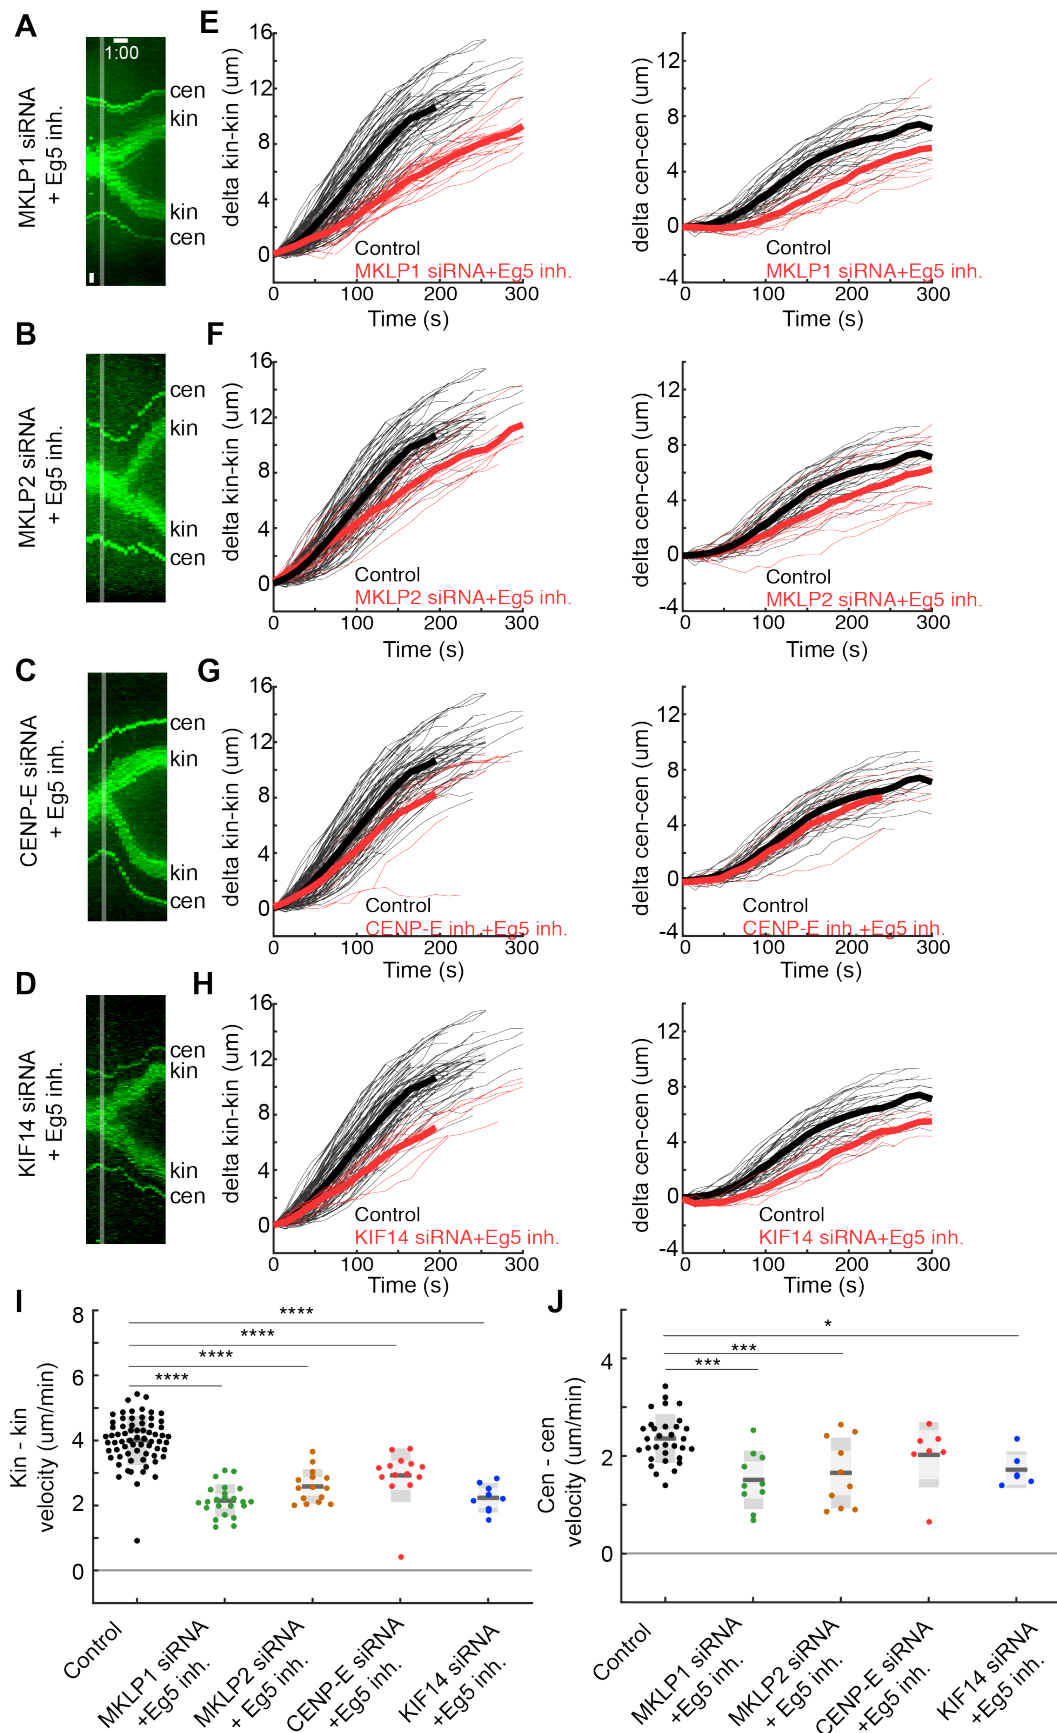 A
MKLP1 siRNA
+ Eg5 inh.
1:00
cen
kin
kin
cen
E
delta kin-kin (um)
16
12
8
4
0
Control
MKLP1 siRNA+Eg5 inh.
0
100
200
300
Time (s)
delta cen-cen (um)
12
8
4
0
-4
Control
MKLP1 siRNA+Eg5 inh.
0
100
200
300
Time (s)
B
MKLP2 siRNA
+ Eg5 inh.
cen
kin
kin
cen
F
delta kin-kin (um)
16
12
8
4
0
Control
MKLP2 siRNA+Eg5 inh.
0
100
200
300
Time (s)
delta cen-cen (um)
12
8
4
0
-4
Control
MKLP2 siRNA+Eg5 inh.
0
100
200
300
Time (s)
C
CENP-E siRNA
+ Eg5 inh.
cen
kin
kin
cen
G
delta kin-kin (um)
16
12
8
4
0
Control
CENP-E inh.+Eg5 inh.
0
100
200
300
Time (s)
delta cen-cen (um)
12
8
4
0
-4
Control
CENP-E inh.+Eg5 inh.
0
100
200
300
Time (s)
D
KIF14 siRNA
+ Eg5 inh.
cen
kin
kin
cen
H
delta kin-kin (um)
16
12
8
4
0
Control
KIF14 siRNA+Eg5 inh.
0
100
200
300
Time (s)
delta cen-cen (um)
12
8
4
0
-4
Control
KIF14 siRNA+Eg5 inh.
0
100
200
300
Time (s)
I
Kin - kin
velocity (um/min)
8
6
4
2
0
****
****
****
****
Control
MKLP1 siRNA
+Eg5 inh.
MKLP2 siRNA
+ Eg5 inh.
CENP-E siRNA
+Eg5 inh.
KIF14 siRNA
+Eg5 inh.
J
Cen - cen
velocity (um/min)
4
2
0
*
***
***
Control
MKLP1 siRNA
+Eg5 inh.
MKLP2 siRNA
+ Eg5 inh.
CENP-E siRNA
+Eg5 inh.
KIF14 siRNA
+Eg5 inh.